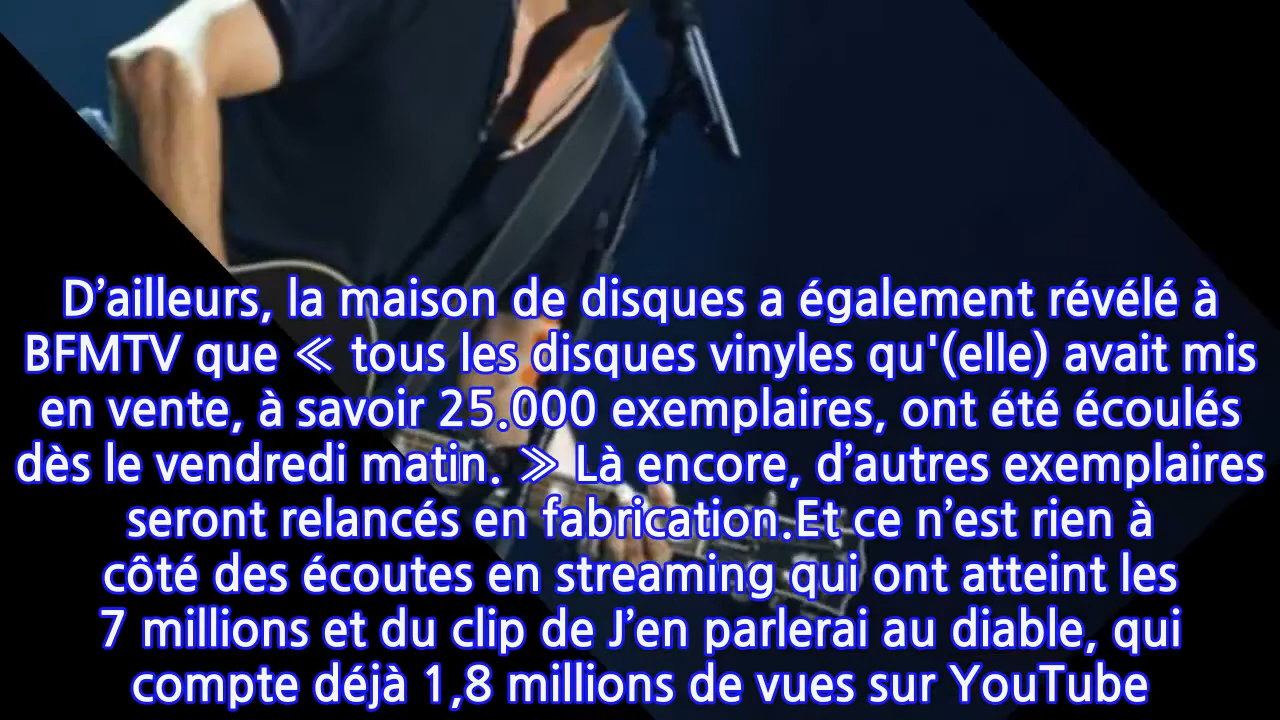 D’ailleurs, la maison de disques a également révélé à
BFMTV que ≪ tous les disques vinyles qu'(elle) avait mis
en vente, à savoir 25.000 exemplaires, ont été écoulés
dès le vendredi matin. ≫ Là encore, d’autres exemplaires
seront relancés en fabrication.Et ce n’est rien à
côté des écoutes en streaming qui ont atteint les
7 millions et du clip de J’en parlerai au diable, qui
compte déjà 1,8 millions de vues sur YouTube